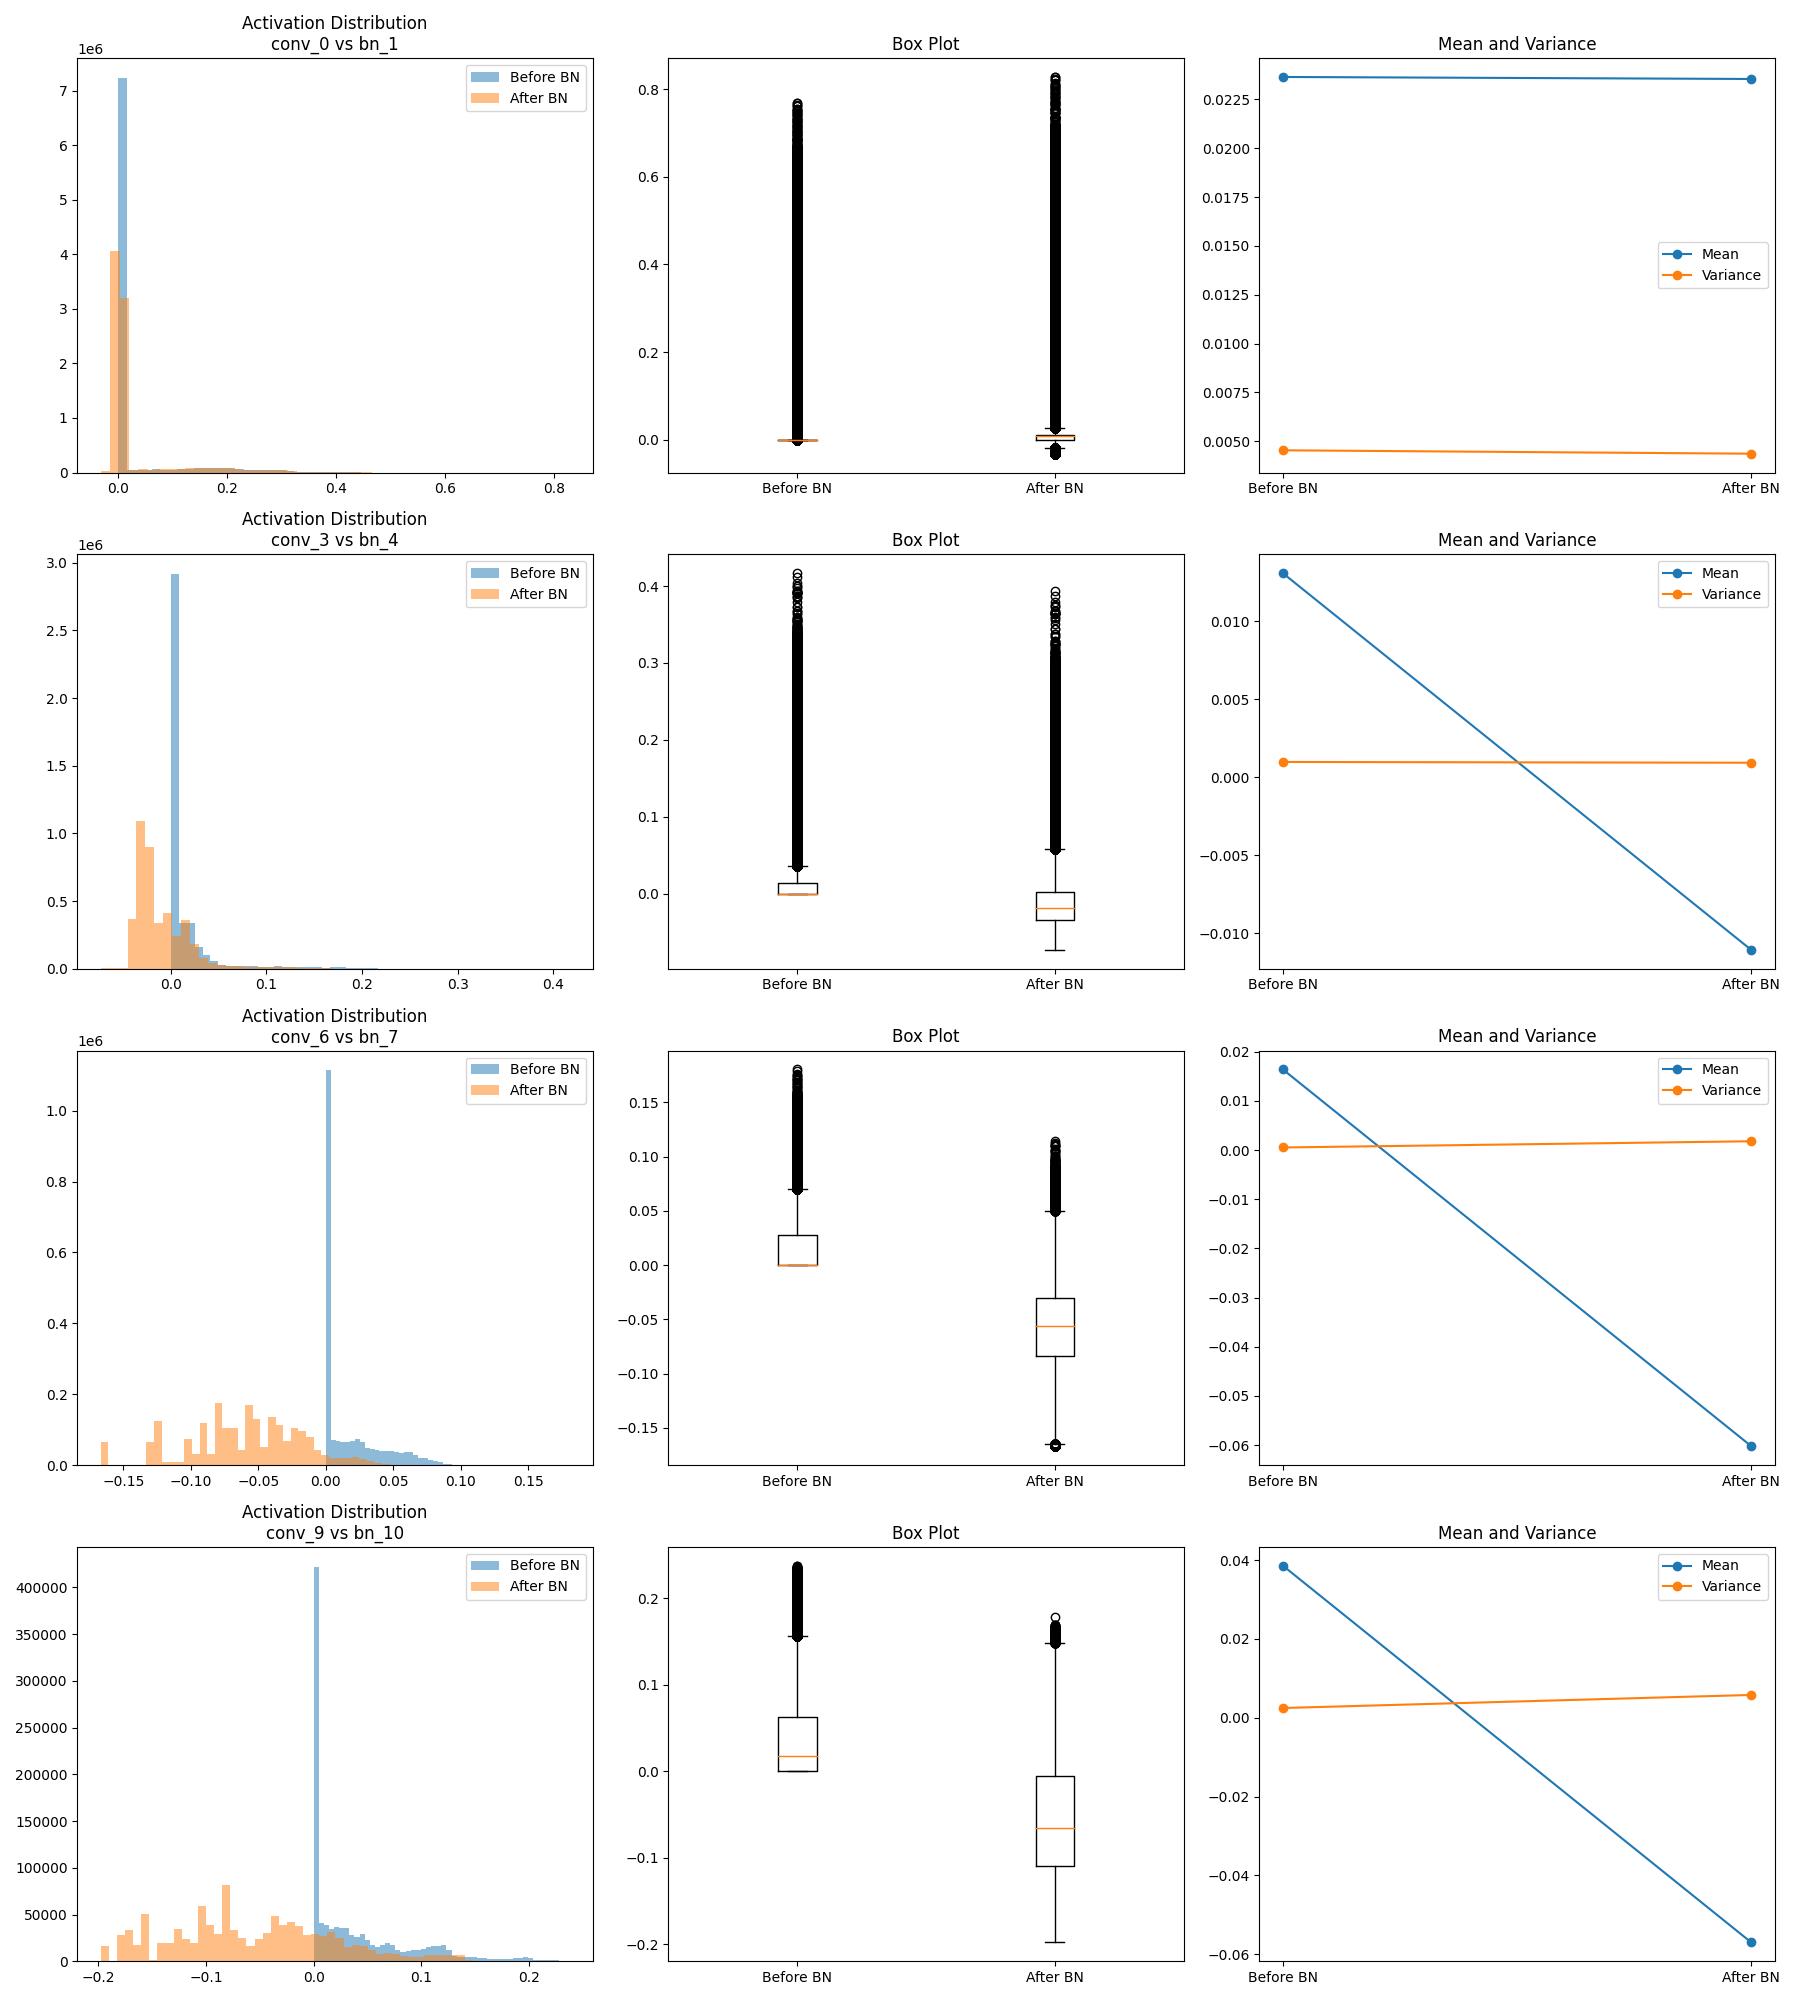 Activation Distribution
conv_0 vs bn_1
1e6
7
6
5
4
3
2
1
0
0.0 0.2 0.4 0.6 0.8
Before BN
After BN
Box Plot
0.8
0.6
0.4
0.2
0.0
Before BN After BN
Mean and Variance
0.0225
0.0200
0.0175
0.0150
0.0125
0.0100
0.0075
0.0050
Mean
Variance
Before BN After BN
Activation Distribution
conv_3 vs bn_4
1e6
3.0
2.5
2.0
1.5
1.0
0.5
0.0
0.0 0.1 0.2 0.3 0.4
Before BN
After BN
Box Plot
0.4
0.3
0.2
0.1
0.0
Before BN After BN
Mean and Variance
0.010
0.005
0.000
−0.005
−0.010
Mean
Variance
Before BN After BN
Activation Distribution
conv_6 vs bn_7
1e6
1.0
0.8
0.6
0.4
0.2
0.0
−0.15 −0.10 −0.05 0.00 0.05 0.10 0.15
Before BN
After BN
Box Plot
0.15
0.10
0.05
0.00
−0.05
−0.10
−0.15
Before BN After BN
Mean and Variance
0.02
0.01
0.00
−0.01
−0.02
−0.03
−0.04
−0.05
−0.06
Mean
Variance
Before BN After BN
Activation Distribution
conv_9 vs bn_10
400000
350000
300000
250000
200000
150000
100000
50000
0
−0.2 −0.1 0.0 0.1 0.2
Before BN
After BN
Box Plot
0.2
0.1
0.0
−0.1
−0.2
Before BN After BN
Mean and Variance
0.04
0.02
0.00
−0.02
−0.04
−0.06
Mean
Variance
Before BN After BN